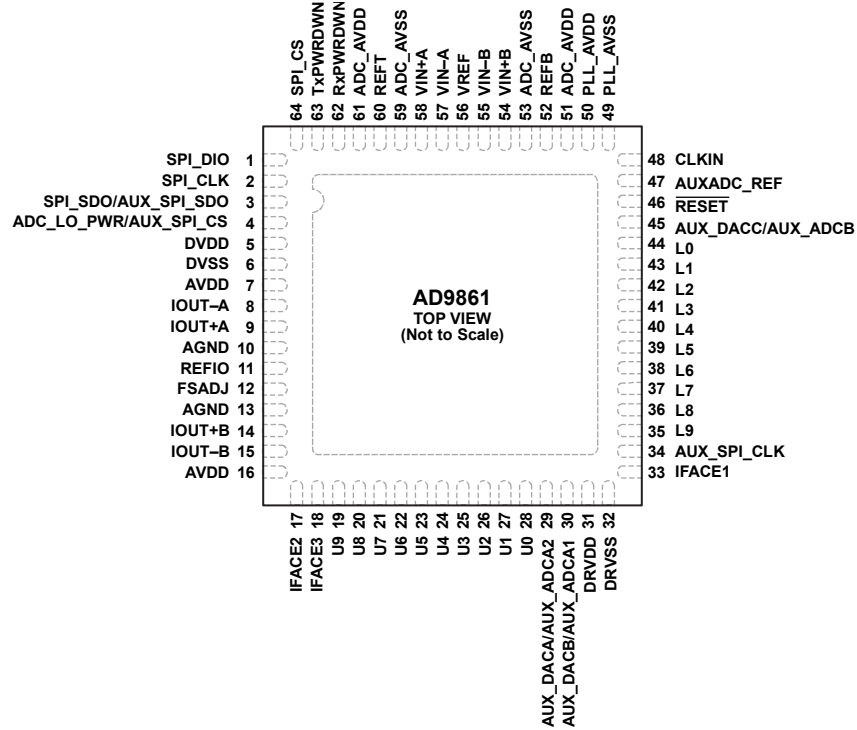 64 SPI_CS
63 TxPWRDWN
62 RxPWRDWN
61 ADC_AVDD
60 REFT
59 ADC_AVSS
58 VIN+A
57 VIN–A
56 VREF
55 VIN–B
54 VIN+B
53 ADC_AVSS
52 REFB
51 ADC_AVDD
50 PLL_AVDD
49 PLL_AVSS
SPI_DIO 1
SPI_CLK 2
SPI_SDO/AUX_SPI_SDO 3
ADC_LO_PWR/AUX_SPI_CS 4
DVDD 5
DVSS 6
AVDD 7
IOUT–A 8
IOUT+A 9
AGND 10
REFIO 11
FSADJ 12
AGND 13
IOUT+B 14
IOUT–B 15
AVDD 16
AD9861
TOP VIEW
(Not to Scale)
48 CLKIN
47 AUXADC_REF
46 RESET
45 AUX_DACC/AUX_ADCB
44 L0
43 L1
42 L2
41 L3
40 L4
39 L5
38 L6
37 L7
36 L8
35 L9
34 AUX_SPI_CLK
33 IFACE1
IFACE2 17
IFACE3 18
U9 19
U8 20
U7 21
U6 22
U5 23
U4 24
U3 25
U2 26
U1 27
U0 28
AUX_DACA/AUX_ADCA2 29
AUX_DACB/AUX_ADCA1 30
DRVDD 31
DRVSS 32